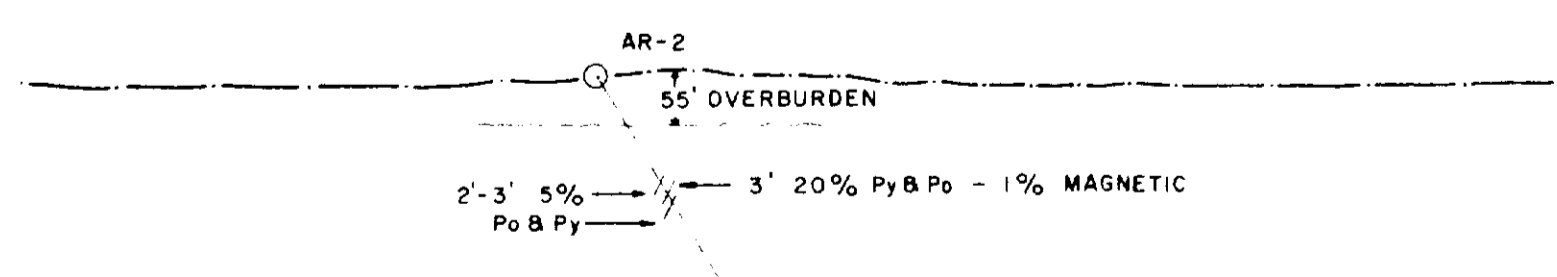 AR-2
55' OVERBURDEN
2'-3' 5%
3' 20% Py & Po - 1% MAGNETIC
Po & Py